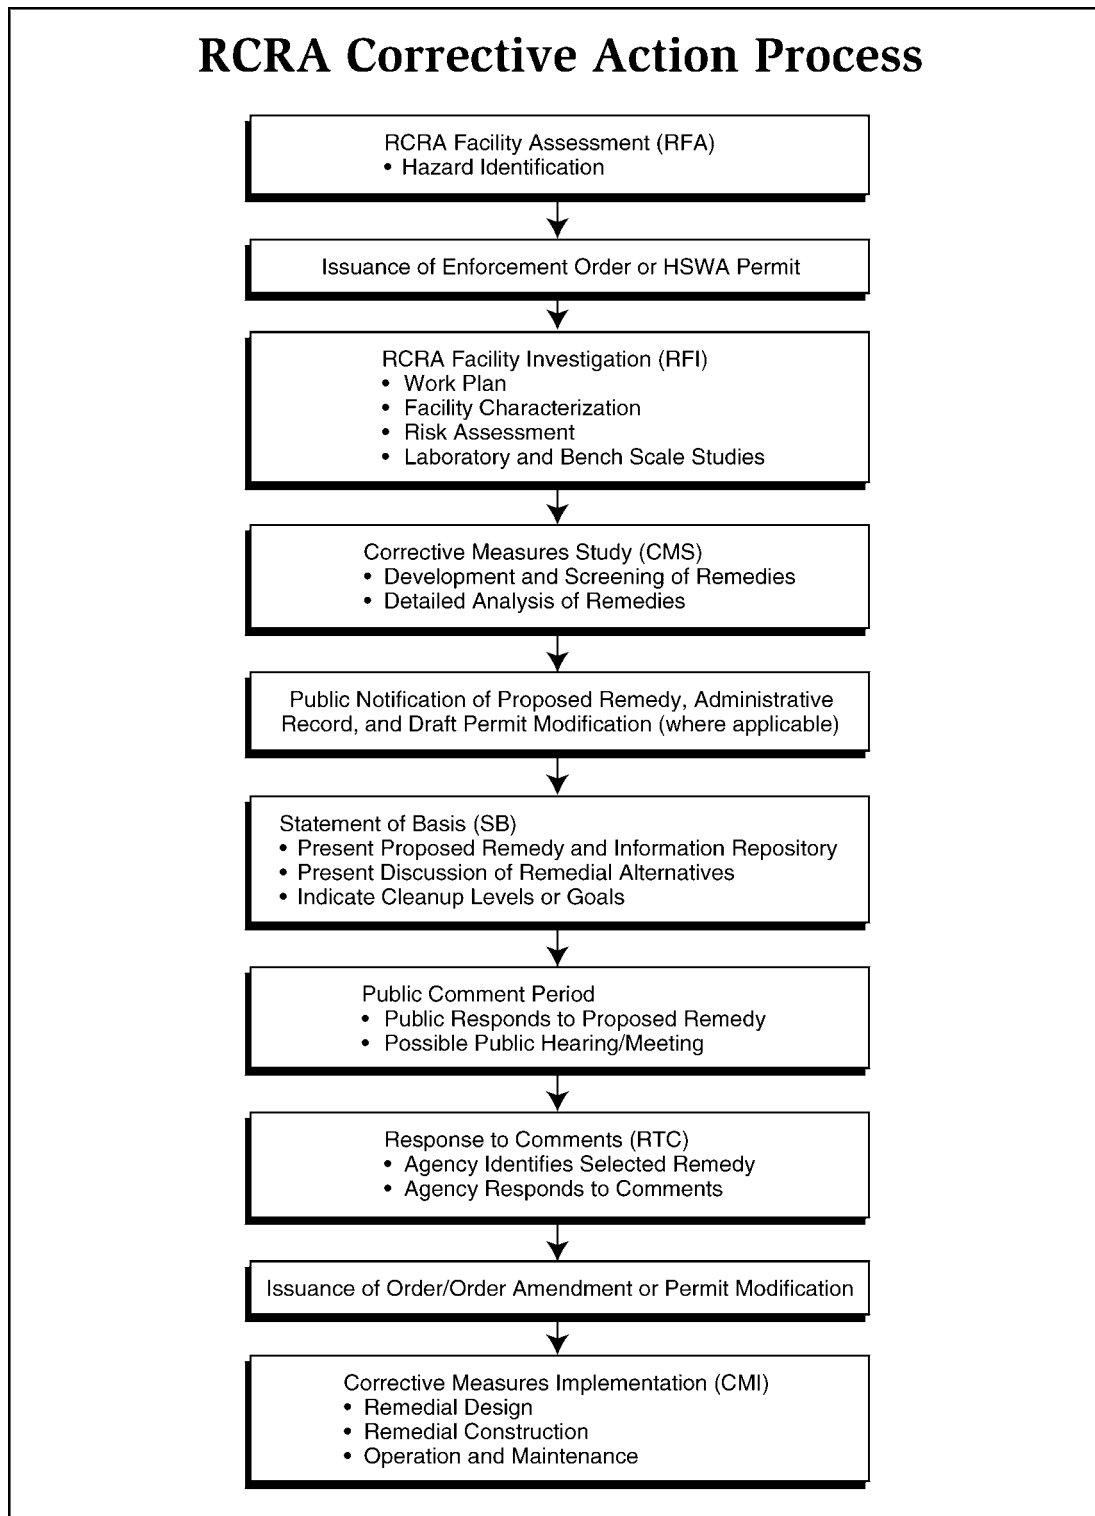 RCRA Corrective Action Process
RCRA Facility Assessment (RFA)
• Hazard Identification
Issuance of Enforcement Order or HSWA Permit
RCRA Facility Investigation (RFI)
• Work Plan
• Facility Characterization
• Risk Assessment
• Laboratory and Bench Scale Studies
Corrective Measures Study (CMS)
• Development and Screening of Remedies
• Detailed Analysis of Remedies
Public Notification of Proposed Remedy, Administrative
Record, and Draft Permit Modification (where applicable)
Statement of Basis (SB)
• Present Proposed Remedy and Information Repository
• Present Discussion of Remedial Alternatives
• Indicate Cleanup Levels or Goals
Public Comment Period
• Public Responds to Proposed Remedy
• Possible Public Hearing/Meeting
Response to Comments (RTC)
• Agency Identifies Selected Remedy
• Agency Responds to Comments
Issuance of Order/Order Amendment or Permit Modification
Corrective Measures Implementation (CMI)
• Remedial Design
• Remedial Construction
• Operation and Maintenance